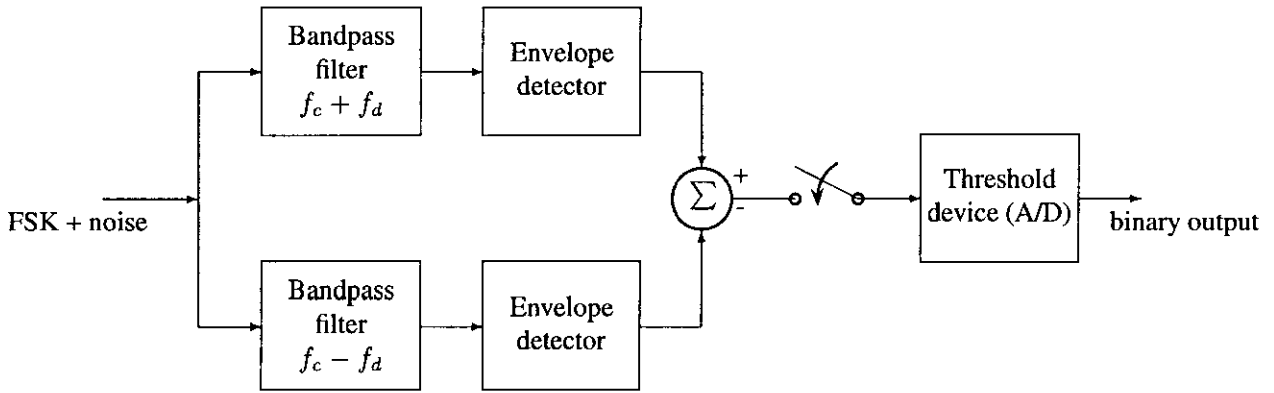 Bandpass
filter
f_c + f_d
Envelope
detector
FSK + noise
Σ
+
-
Threshold
device (A/D)
binary output
Bandpass
filter
f_c − f_d
Envelope
detector